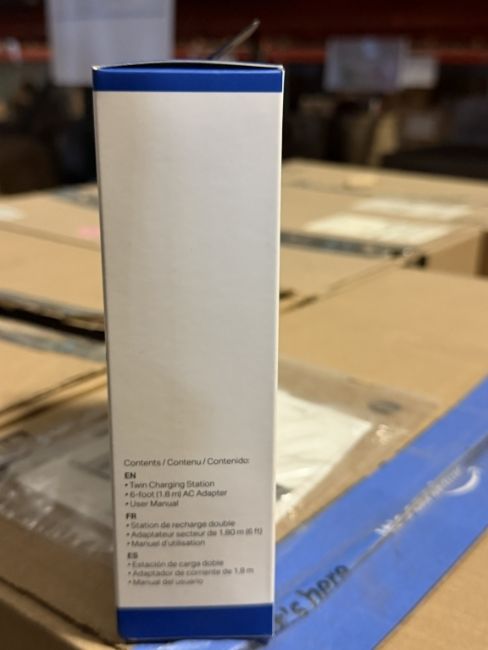 Contents / Contenu / Contenido:
EN
• Twin Charging Station
• 6-foot (1.8 m) AC Adapter
• User Manual
FR
• Station de recharge double
• Adaptateur secteur de 1.80 m (6 ft)
• Manuel d'utilisation
ES
• Estación de carga doble
• Adaptador de corriente de 1,8 m
• Manual del usuario
's here